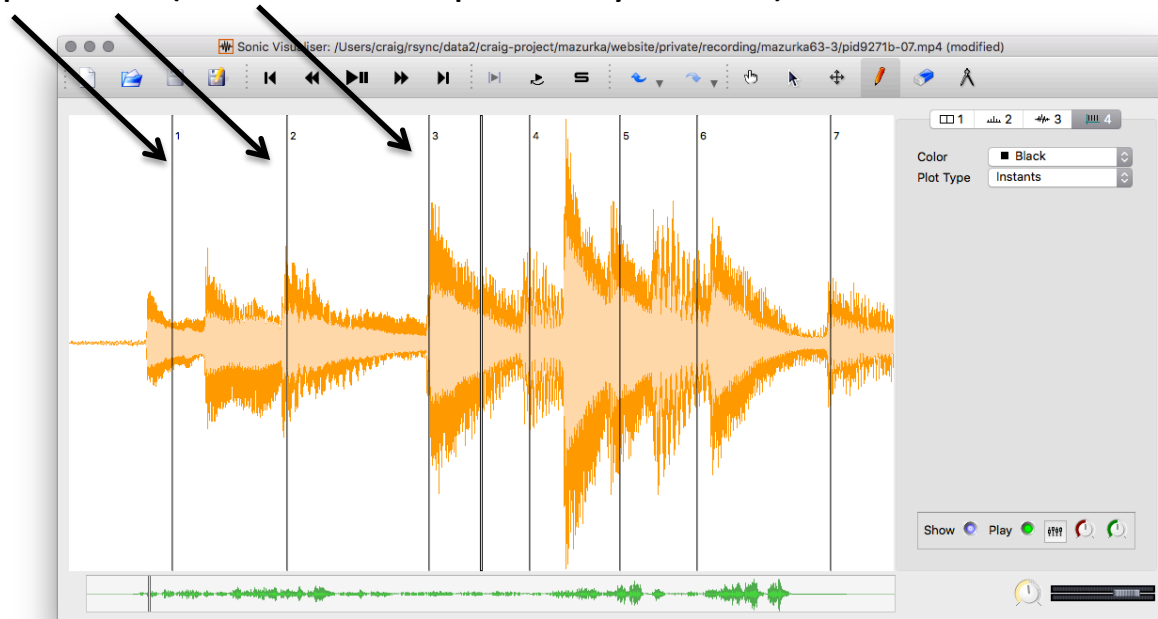 Sonic Visualiser: /Users/craig/rsync/data2/craig-project/mazurka/website/private/recording/mazurka63-3/pid9271b-07.mp4 (modified)
1 2 3 4
1 2 3 4 5 6 7
Color Black
Plot Type Instants
Show Play